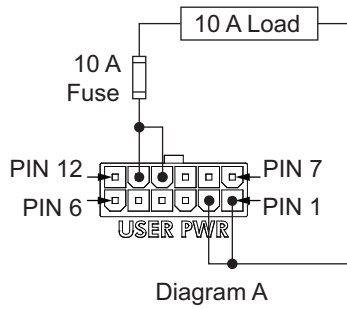 10 A Load
10 A
Fuse
PIN 12
PIN 7
PIN 6
PIN 1
USER PWR
Diagram A